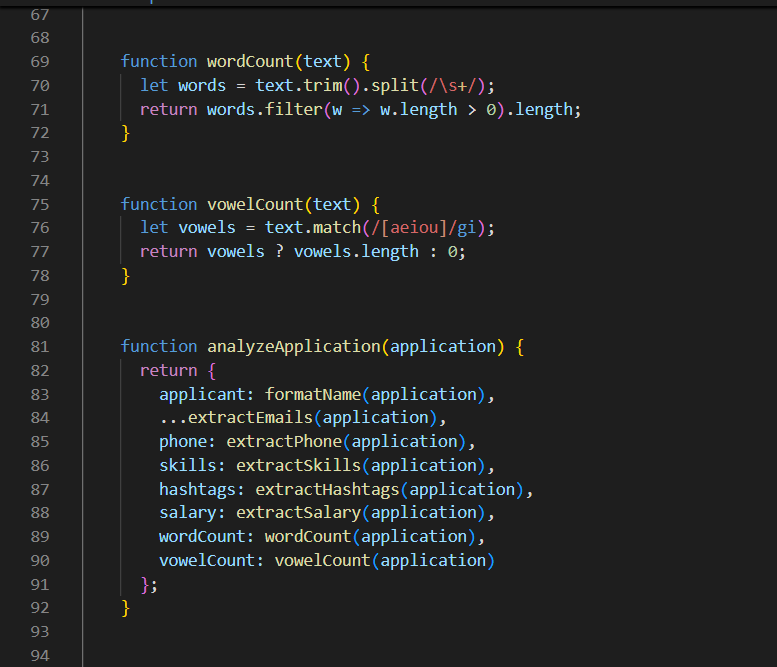 67
68
69 function wordCount(text) {
70 let words = text.trim().split(/\s+/);
71 return words.filter(w => w.length > 0).length;
72 }
73
74
75 function vowelCount(text) {
76 let vowels = text.match(/[aeiou]/gi);
77 return vowels ? vowels.length : 0;
78 }
79
80
81 function analyzeApplication(application) {
82 return {
83 applicant: formatName(application),
84 ...extractEmails(application),
85 phone: extractPhone(application),
86 skills: extractSkills(application),
87 hashtags: extractHashtags(application),
88 salary: extractSalary(application),
89 wordCount: wordCount(application),
90 vowelCount: vowelCount(application)
91 };
92 }
93
94